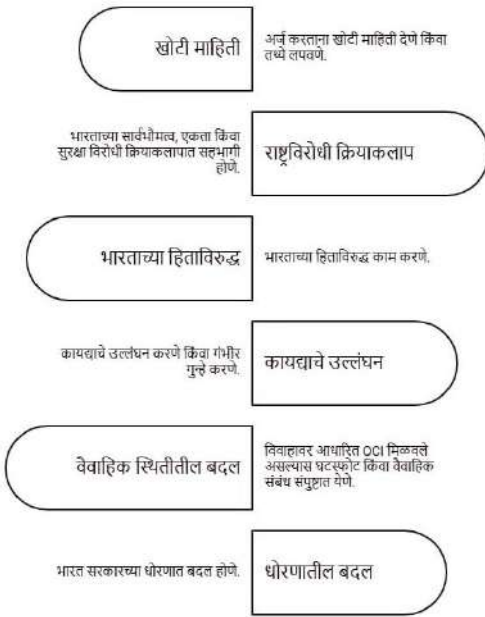 खोटी माहिती
अर्ज करताना खोटी माहिती देणे किंवा
तथ्ये लपवणे.
भारताच्या सार्वभौमत्व, एकता किंवा
सुरक्षा विरोधी क्रियाकलापात सहभागी
होणे.
राष्ट्रविरोधी क्रियाकलाप
भारताच्या हिताविरुद्ध
भारताच्या हिताविरुद्ध काम करणे.
कायद्याचे उल्लंघन करणे किंवा गंभीर
गुन्हे करणे.
कायद्याचे उल्लंघन
वैवाहिक स्थितीतील बदल
विवाहावर आधारित OCI मिळवले
असल्यास घटस्फोट किंवा वैवाहिक
संबंध संपुष्टात येणे.
भारत सरकारच्या धोरणात बदल होणे.
धोरणातील बदल